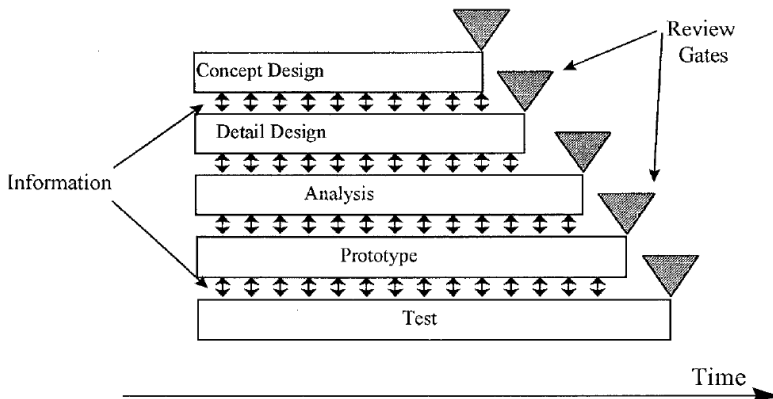 Review
Gates
Concept Design
Detail Design
Information
Analysis
Prototype
Test
Time